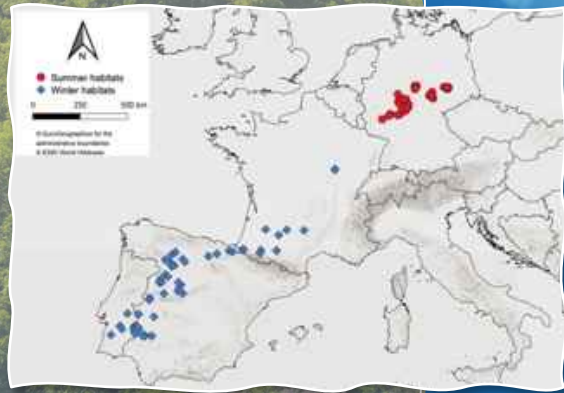 N
Summer habitats
Winter habitats
0 250 500 km
© EuroGeographics for the
administrative boundaries
© ESRI World Hillshade